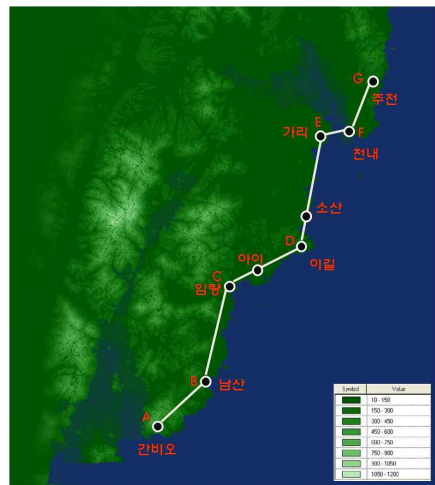 G
주전
E
가리
F
천내
소산
D
이길
아이
C
임랑
B
남산
A
간비오
Symbol Value
10 - 150
150 - 300
300 - 450
450 - 600
600 - 750
750 - 900
900 - 1050
1050 - 1200